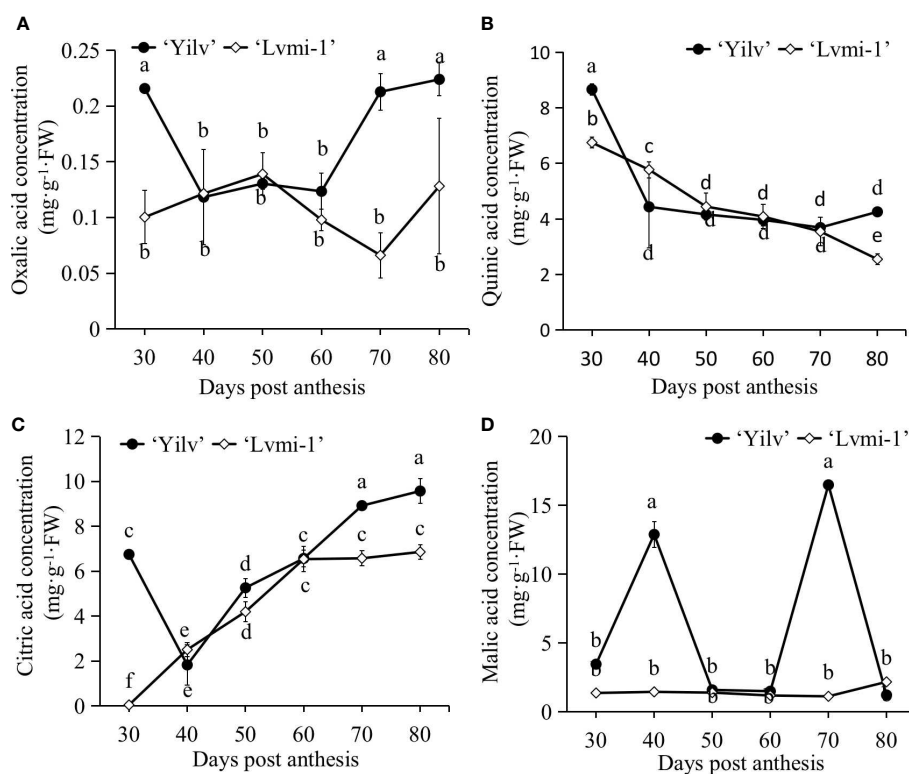 A
‘Yilv’ ‘Lvmi-1’
Oxalic acid concentration
(mg·g⁻¹·FW)
0.25
0.2
0.15
0.1
0.05
0
a b b b a a
b b b b b b
30 40 50 60 70 80
Days post anthesis
B
‘Yilv’ ‘Lvmi-1’
Quinic acid concentration
(mg·g⁻¹·FW)
10
8
6
4
2
0
a
b c d d d d
d d d d e
30 40 50 60 70 80
Days post anthesis
C
‘Yilv’ ‘Lvmi-1’
Citric acid concentration
(mg·g⁻¹·FW)
12
10
8
6
4
2
0
c e d c a a
f e d c c c
30 40 50 60 70 80
Days post anthesis
D
‘Yilv’ ‘Lvmi-1’
Malic acid concentration
(mg·g⁻¹·FW)
20
15
10
5
0
b a b b a b
b b b b b
30 40 50 60 70 80
Days post anthesis